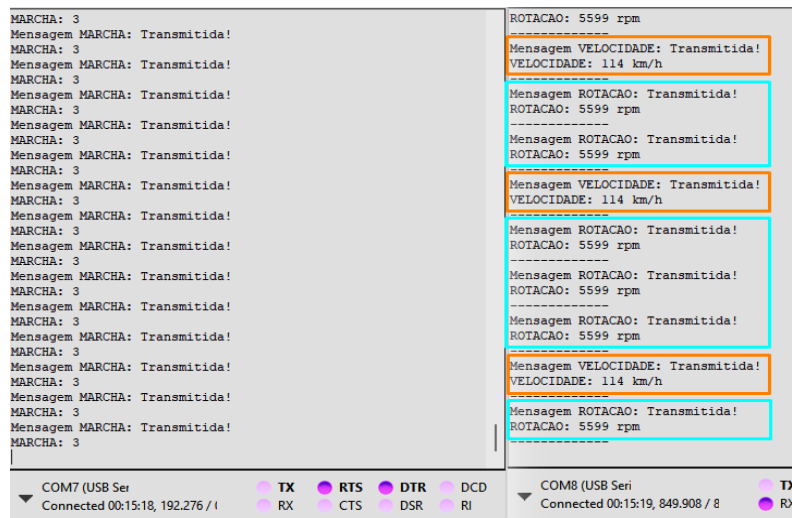 MARCHA: 3
Mensagem MARCHA: Transmitida!
MARCHA: 3
Mensagem MARCHA: Transmitida!
MARCHA: 3
Mensagem MARCHA: Transmitida!
MARCHA: 3
Mensagem MARCHA: Transmitida!
MARCHA: 3
Mensagem MARCHA: Transmitida!
MARCHA: 3
Mensagem MARCHA: Transmitida!
MARCHA: 3
Mensagem MARCHA: Transmitida!
MARCHA: 3
Mensagem MARCHA: Transmitida!
MARCHA: 3
Mensagem MARCHA: Transmitida!
MARCHA: 3
Mensagem MARCHA: Transmitida!
MARCHA: 3
Mensagem MARCHA: Transmitida!
MARCHA: 3
Mensagem MARCHA: Transmitida!
MARCHA: 3
Mensagem MARCHA: Transmitida!
MARCHA: 3
Mensagem MARCHA: Transmitida!
MARCHA: 3
COM7 (USB Ser
Connected 00:15:18, 192.276 / (
TX RTS DTR DCD
RX CTS DSR RI
ROTACAO: 5599 rpm
-------------
Mensagem VELOCIDADE: Transmitida!
VELOCIDADE: 114 km/h
-------------
Mensagem ROTACAO: Transmitida!
ROTACAO: 5599 rpm
-------------
Mensagem ROTACAO: Transmitida!
ROTACAO: 5599 rpm
-------------
Mensagem VELOCIDADE: Transmitida!
VELOCIDADE: 114 km/h
-------------
Mensagem ROTACAO: Transmitida!
ROTACAO: 5599 rpm
-------------
Mensagem ROTACAO: Transmitida!
ROTACAO: 5599 rpm
-------------
Mensagem ROTACAO: Transmitida!
ROTACAO: 5599 rpm
-------------
Mensagem VELOCIDADE: Transmitida!
VELOCIDADE: 114 km/h
-------------
Mensagem ROTACAO: Transmitida!
ROTACAO: 5599 rpm
-------------
COM8 (USB Seri
Connected 00:15:19, 849.908 / 8
TX
RX